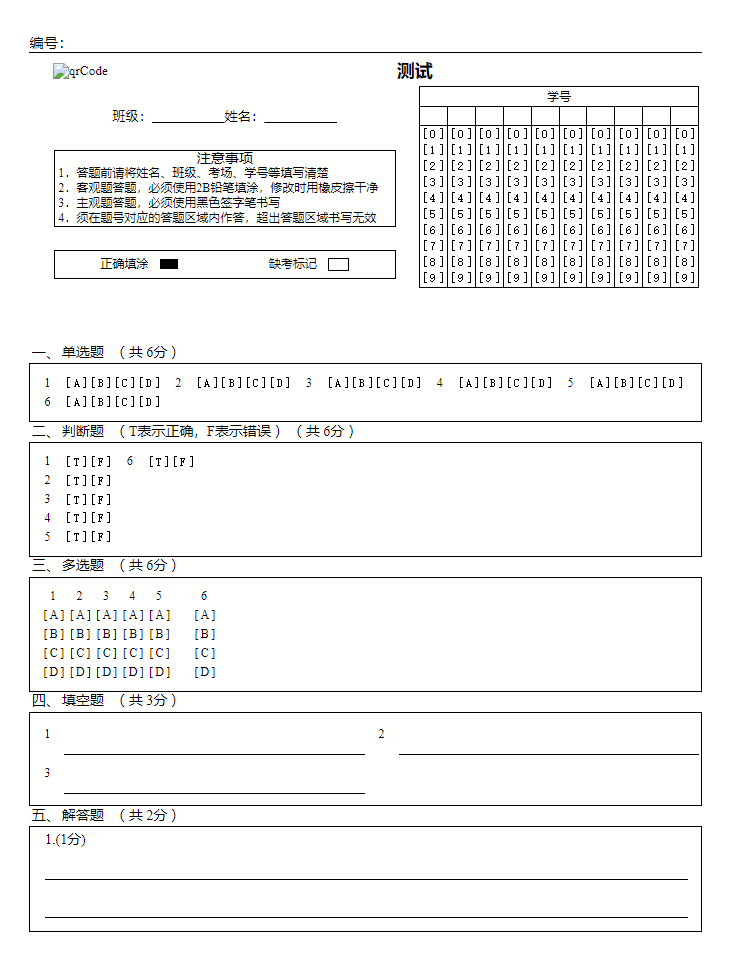 编号：
qrCode
测试
班级：
姓名：
注意事项
1．答题前请将姓名、班级、考场、学号等填写清楚
2．客观题答题，必须使用2B铅笔填涂，修改时用橡皮擦干净
3．主观题答题，必须使用黑色签字笔书写
4．须在题号对应的答题区域内作答，超出答题区域书写无效
正确填涂
缺考标记
学号
[0] [0] [0] [0] [0] [0] [0] [0] [0] [0]
[1] [1] [1] [1] [1] [1] [1] [1] [1] [1]
[2] [2] [2] [2] [2] [2] [2] [2] [2] [2]
[3] [3] [3] [3] [3] [3] [3] [3] [3] [3]
[4] [4] [4] [4] [4] [4] [4] [4] [4] [4]
[5] [5] [5] [5] [5] [5] [5] [5] [5] [5]
[6] [6] [6] [6] [6] [6] [6] [6] [6] [6]
[7] [7] [7] [7] [7] [7] [7] [7] [7] [7]
[8] [8] [8] [8] [8] [8] [8] [8] [8] [8]
[9] [9] [9] [9] [9] [9] [9] [9] [9] [9]
一、单选题 （共 6分）
1 [A][B][C][D] 2 [A][B][C][D] 3 [A][B][C][D] 4 [A][B][C][D] 5 [A][B][C][D]
6 [A][B][C][D]
二、判断题 （T表示正确，F表示错误）（共 6分）
1 [T][F] 6 [T][F]
2 [T][F]
3 [T][F]
4 [T][F]
5 [T][F]
三、多选题 （共 6分）
1 2 3 4 5 6
[A] [A] [A] [A] [A] [A]
[B] [B] [B] [B] [B] [B]
[C] [C] [C] [C] [C] [C]
[D] [D] [D] [D] [D] [D]
四、填空题 （共 3分）
1 2
3
五、解答题 （共 2分）
1.(1分)